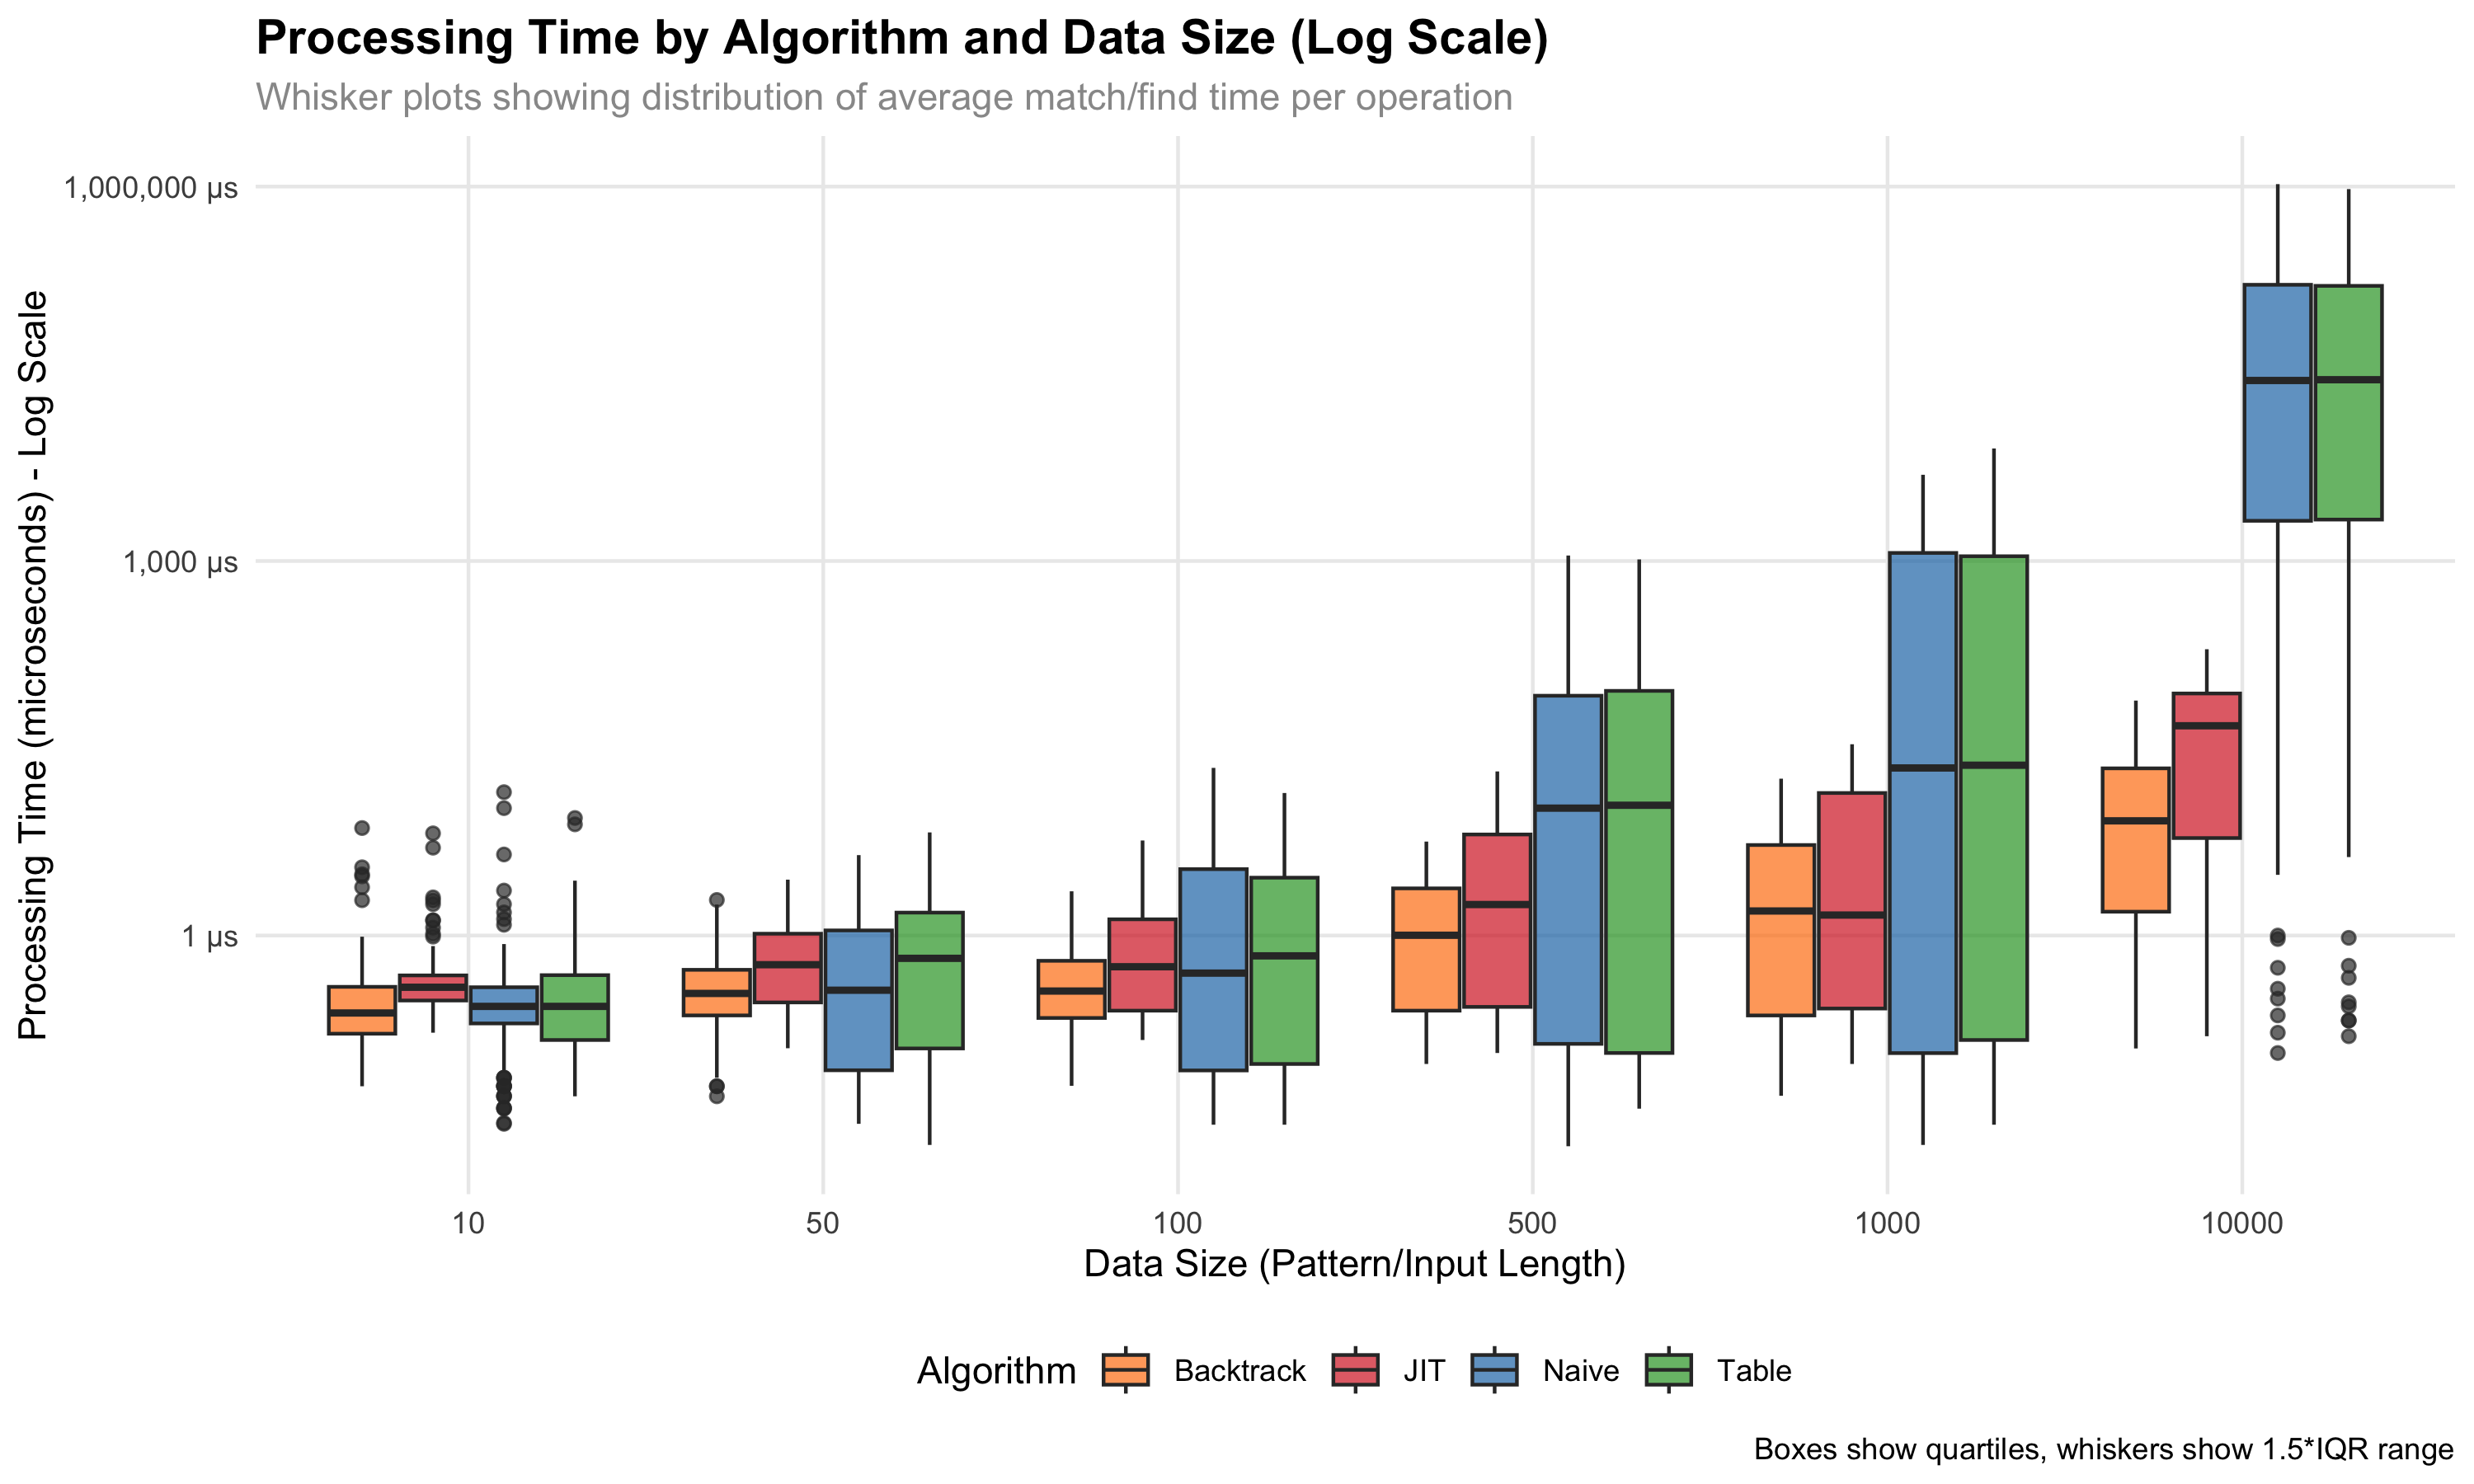 Processing Time by Algorithm and Data Size (Log Scale)
Whisker plots showing distribution of average match/find time per operation
Processing Time (microseconds) - Log Scale
1,000,000 µs
1,000 µs
1 µs
10 50 100 500 1000 10000
Data Size (Pattern/Input Length)
Algorithm Backtrack JIT Naive Table
Boxes show quartiles, whiskers show 1.5*IQR range